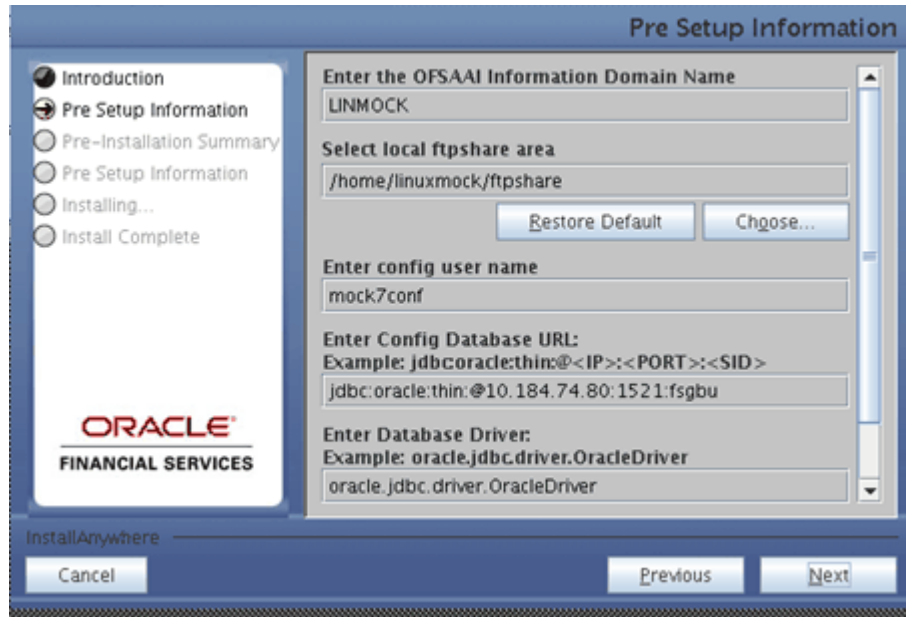 Pre Setup Information
Introduction
Pre Setup Information
Pre-Installation Summary
Pre Setup Information
Installing...
Install Complete
ORACLE
FINANCIAL SERVICES
Enter the OFSAAI Information Domain Name
LINMOCK
Select local ftpshare area
/home/linuxmock/ftpshare
Restore Default
Choose...
Enter config user name
mock7conf
Enter Config Database URL:
Example: jdbc:oracle:thin:@<IP>:<PORT>:<SID>
jdbc:oracle:thin:@10.184.74.80:1521:fsgbu
Enter Database Driver:
Example: oracle.jdbc.driver.OracleDriver
oracle.jdbc.driver.OracleDriver
InstallAnywhere
Cancel
Previous
Next